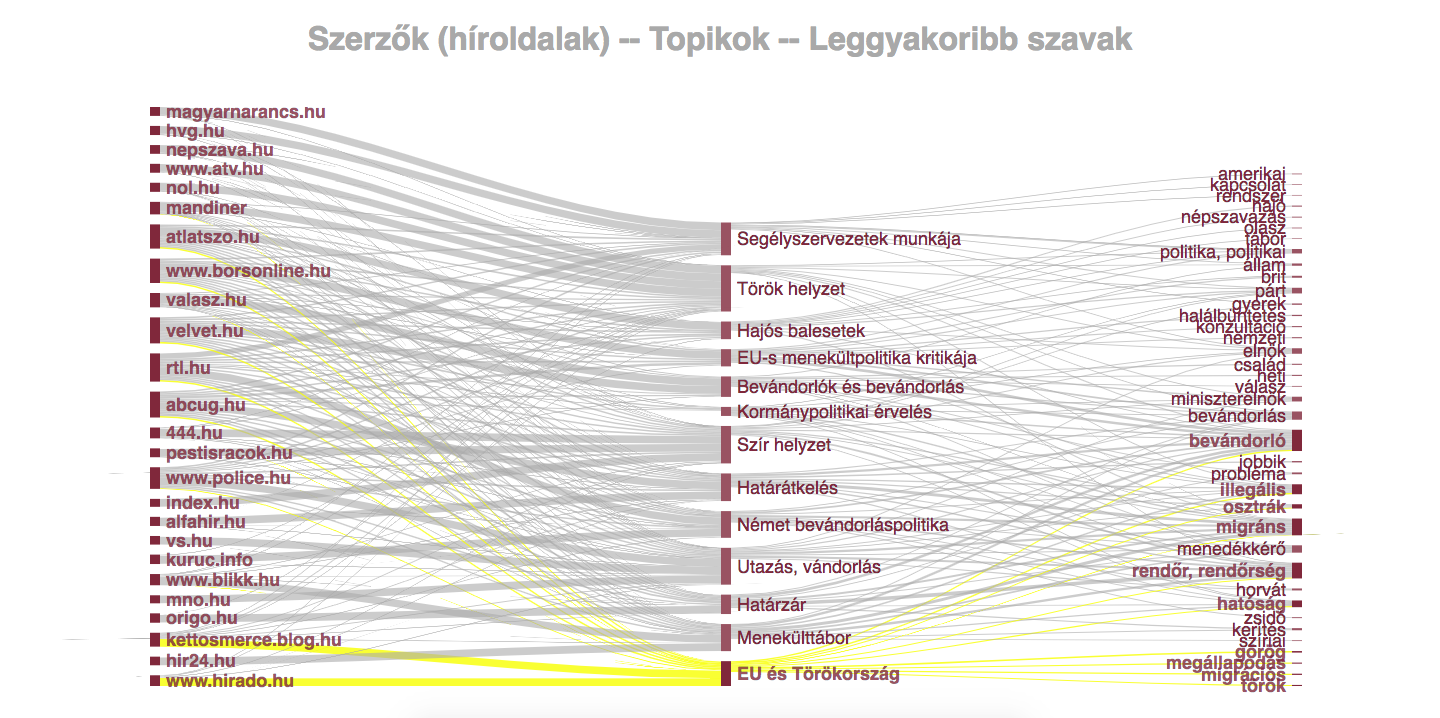 Szerzők (híroldalak) -- Topikok -- Leggyakoribb szavak
magyarnarancs.hu
hvg.hu
nepszava.hu
www.atv.hu
nol.hu
mandiner
atlatszo.hu
www.borsonline.hu
valasz.hu
velvet.hu
rtl.hu
abcug.hu
444.hu
pestisracok.hu
www.police.hu
index.hu
alfahir.hu
vs.hu
kuruc.info
www.blikk.hu
mno.hu
origo.hu
kettosmerce.blog.hu
hir24.hu
www.hirado.hu
Segélyszervezetek munkája
Török helyzet
Hajós balesetek
EU-s menekültpolitika kritikája
Bevándorlók és bevándorlás
Kormánypolitikai érvelés
Szír helyzet
Határátkelés
Német bevándorláspolitika
Utazás, vándorlás
Határzár
Menekülttábor
EU és Törökország
amerikai
kapcsolat
rendszer
háló
népszavazás
olasz
tábor
politika, politikai
állam
brit
párt
gyerek
halálbüntetés
konzultáció
nemzeti
elnök
család
heti
válasz
miniszterelnök
bevándorlás
bevándorló
jobbik
probléma
illegális
osztrák
migráns
menedékkérő
rendőr, rendőrség
horvát
hatóság
zsidó
kerítés
szíriai
görög
megállapodás
migrációs
török